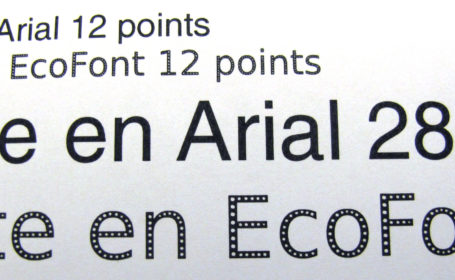 Arial 12 points
EcoFont 12 points
e en Arial 28
te en EcoFo